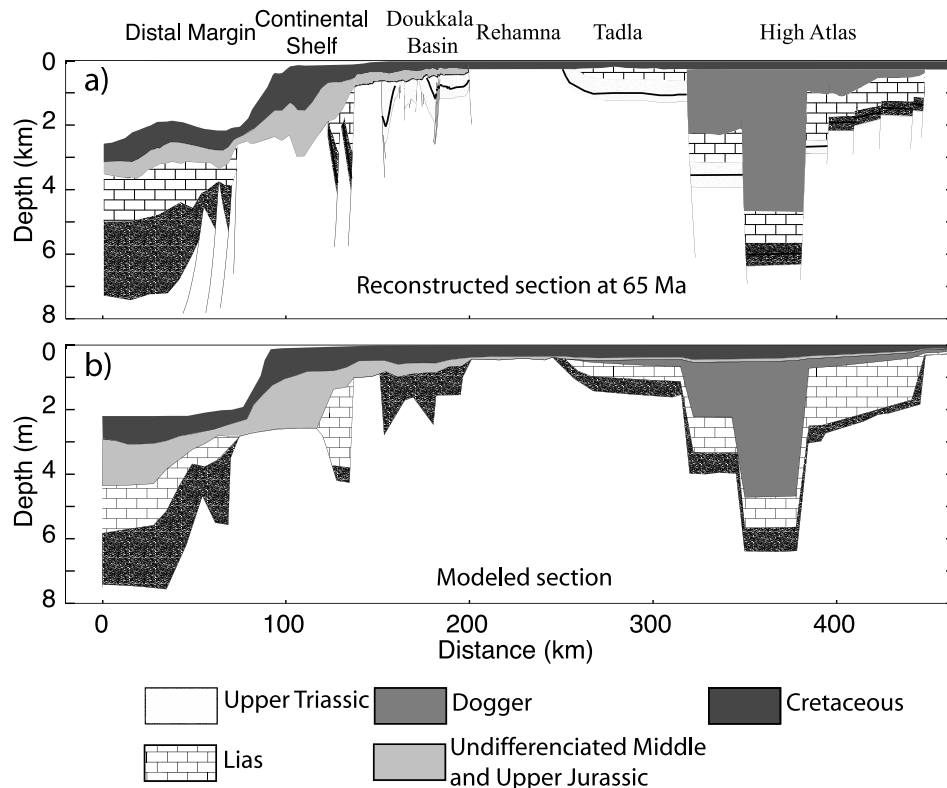 Distal Margin
Continental
Shelf
Doukkala
Basin
Rehamna
Tadla
High Atlas
a)
0
2
4
6
8
Depth (km)
Reconstructed section at 65 Ma
b)
0
2
4
6
8
Depth (m)
Modeled section
0
100
200
300
400
Distance (km)
Upper Triassic
Dogger
Cretaceous
Lias
Undifferenciated Middle
and Upper Jurassic